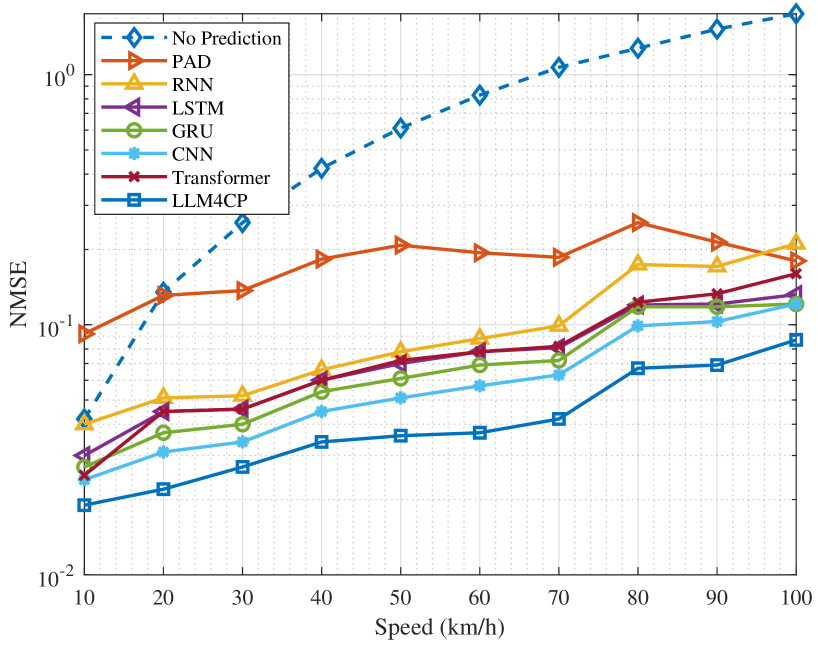 No Prediction
PAD
RNN
LSTM
GRU
CNN
Transformer
LLM4CP
10^0
10^-1
10^-2
NMSE
10 20 30 40 50 60 70 80 90 100
Speed (km/h)